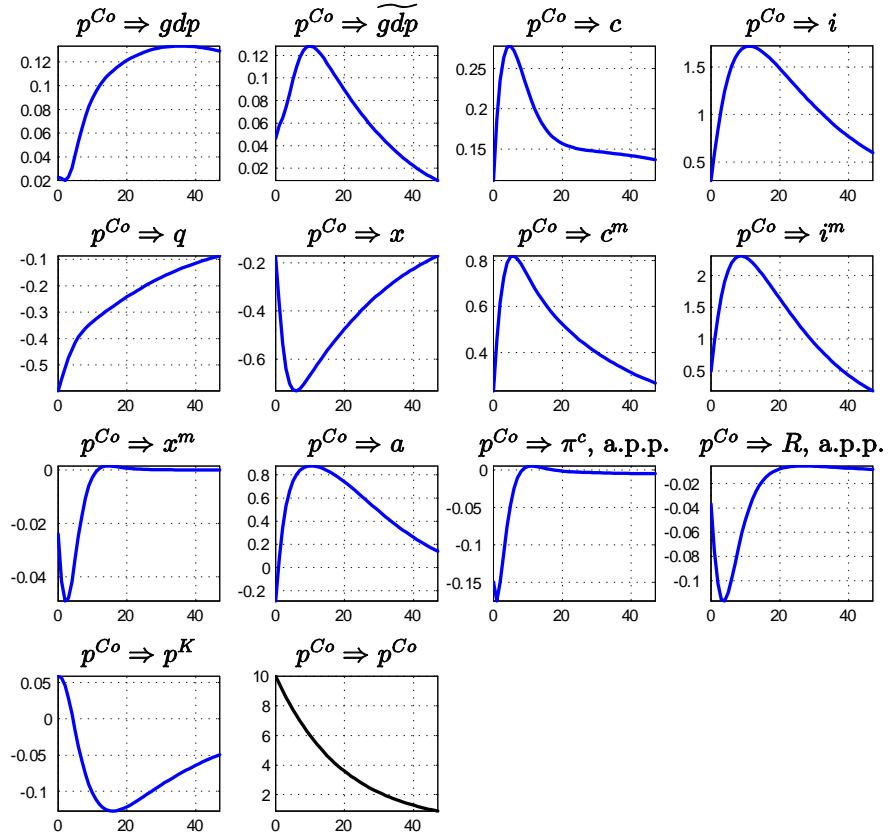 p^{Co} ⇒ gdp p^{Co} ⇒ \widetilde{gdp} p^{Co} ⇒ c p^{Co} ⇒ i
0.12 0.1 0.08 0.06 0.04 0.02
0 20 40
0.12 0.1 0.08 0.06 0.04 0.02
0 20 40
0.25 0.2 0.15
0 20 40
1.5 1 0.5
0 20 40
p^{Co} ⇒ q p^{Co} ⇒ x p^{Co} ⇒ c^m p^{Co} ⇒ i^m
-0.1 -0.2 -0.3 -0.4 -0.5
0 20 40
-0.2 -0.4 -0.6
0 20 40
0.8 0.6 0.4
0 20 40
2 1.5 1 0.5
0 20 40
p^{Co} ⇒ x^m p^{Co} ⇒ a p^{Co} ⇒ π^c, a.p.p. p^{Co} ⇒ R, a.p.p.
0 -0.02 -0.04
0 20 40
0.8 0.6 0.4 0.2 0 -0.2
0 20 40
0 -0.05 -0.1 -0.15
0 20 40
-0.02 -0.04 -0.06 -0.08 -0.1
0 20 40
p^{Co} ⇒ p^K p^{Co} ⇒ p^{Co}
0.05 0 -0.05 -0.1
0 20 40
10 8 6 4 2
0 20 40